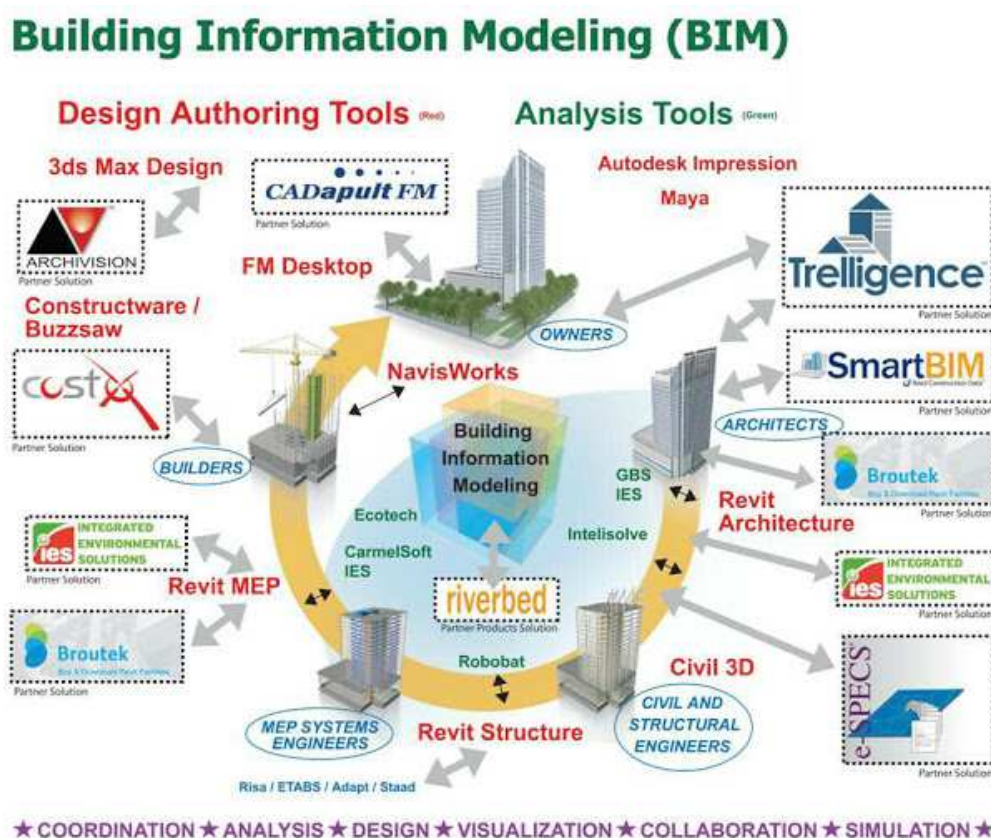 Building Information Modeling (BIM)
Design Authoring Tools (Red)
Analysis Tools (Green)
3ds Max Design
CADapult FM
Partner Solution
Autodesk Impression
Maya
ARCHIVISION
Partner Solution
FM Desktop
Trelligence
Partner Solution
Constructware /
Buzzsaw
OWNERS
costX
Partner Solution
NavisWorks
SmartBIM
Partner Solution
BUILDERS
Building
Information
Modeling
ARCHITECTS
GBS
IES
Broutek
Partner Solution
Revit
Architecture
Ecotech
Intelisolve
CarmelSoft
IES
ies INTEGRATED
ENVIRONMENTAL
SOLUTIONS
Partner Solution
Revit MEP
riverbed
Partner Products Solution
ies INTEGRATED
ENVIRONMENTAL
SOLUTIONS
Partner Solution
Broutek
Partner Solution
Robobat
Civil 3D
e-SPECS
Partner Solution
MEP SYSTEMS
ENGINEERS
Revit Structure
CIVIL AND
STRUCTURAL
ENGINEERS
Risa / ETABS / Adapt / Staad
★ COORDINATION ★ ANALYSIS ★ DESIGN ★ VISUALIZATION ★ COLLABORATION ★ SIMULATION ★